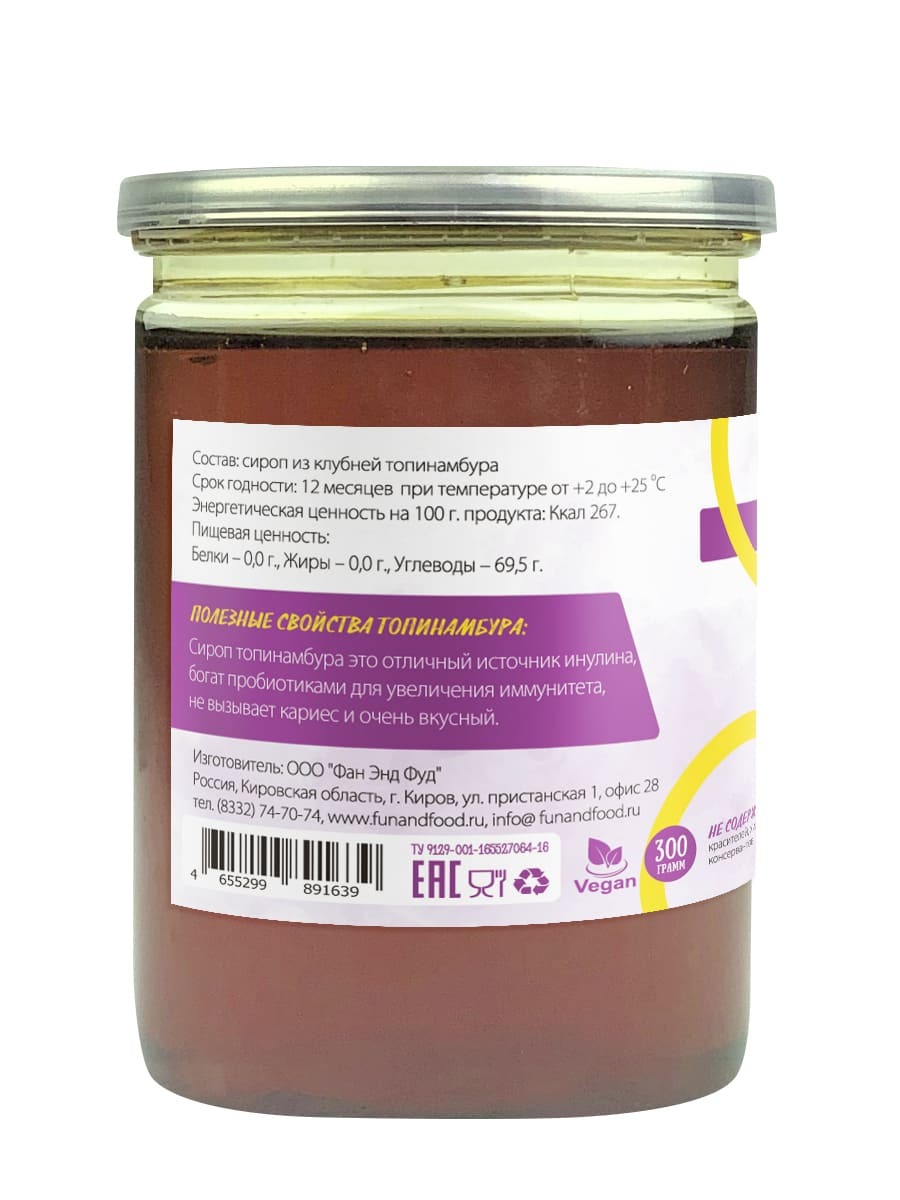 Состав: сироп из клубней топинамбура
Срок годности: 12 месяцев при температуре от +2 до +25 °С
Энергетическая ценность на 100 г. продукта: Ккал 267.
Пищевая ценность:
Белки – 0,0 г., Жиры – 0,0 г., Углеводы – 69,5 г.
ПОЛЕЗНЫЕ СВОЙСТВА ТОПИНАМБУРА:
Сироп топинамбура это отличный источник инулина,
богат пробиотиками для увеличения иммунитета,
не вызывает кариес и очень вкусный.
Изготовитель: ООО "Фан Энд Фуд"
Россия, Кировская область, г. Киров, ул. пристанская 1, офис 28
тел. (8332) 74-70-74, www.funandfood.ru, info@ funandfood.ru
ТУ 9129-001-165527064-16
4 655299 891639
ЕАС
Vegan
300
ГРАММ
НЕ